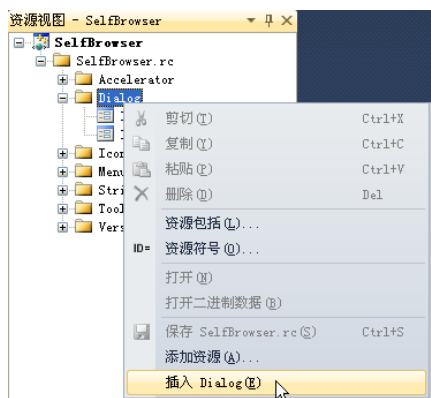 资源视图 - SelfBrowser
SelfBrowser
SelfBrowser.rc
Accelerator
Dialog
剪切(T) Ctrl+X
复制(C) Ctrl+C
粘贴(P) Ctrl+V
删除(D) Del
资源包括(L)...
ID= 资源符号(O)...
打开(N)
打开二进制数据(B)
保存 SelfBrowser.rc(S) Ctrl+S
添加资源(A)...
插入 Dialog(E)